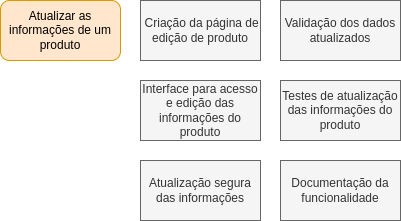 Atualizar as
informações de um
produto
Criação da página de
edição de produto
Validação dos dados
atualizados
Interface para acesso
e edição das
informações do
produto
Testes de atualização
das informações do
produto
Atualização segura
das informações
Documentação da
funcionalidade